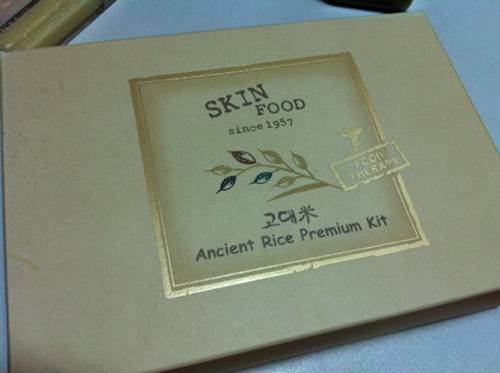 SKIN
FOOD
since 1957
FOOD
THERAPY
고대米
Ancient Rice Premium Kit